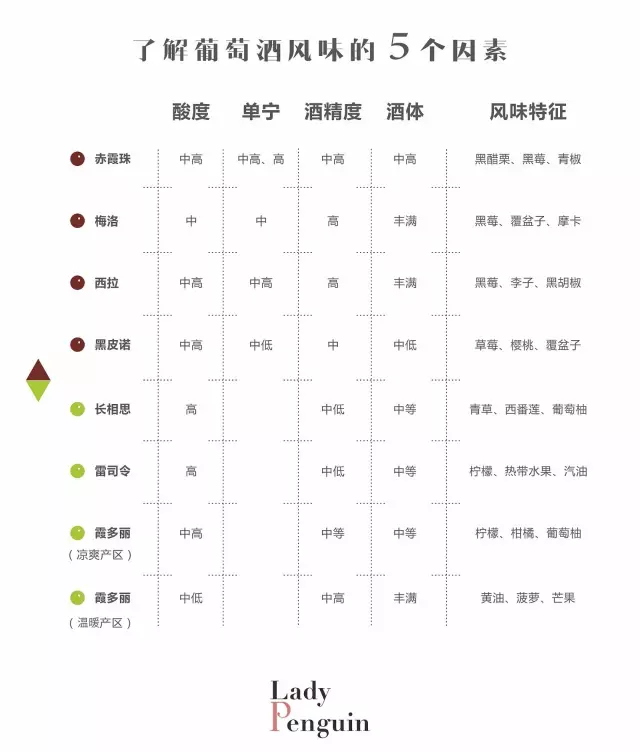 了解葡萄酒风味的5个因素
酸度 单宁 酒精度 酒体 风味特征
赤霞珠 中高 中高、高 中高 中高 黑醋栗、黑莓、青椒
梅洛 中 中 高 丰满 黑莓、覆盆子、摩卡
西拉 中高 中高 高 丰满 黑莓、李子、黑胡椒
黑皮诺 中高 中低 中 中低 草莓、樱桃、覆盆子
长相思 高 中低 中等 青草、西番莲、葡萄柚
雷司令 高 中低 中等 柠檬、热带水果、汽油
霞多丽 中高 中等 中等 柠檬、柑橘、葡萄柚
（凉爽产区）
霞多丽 中低 中高 丰满 黄油、菠萝、芒果
（温暖产区）
Lady
Penguin